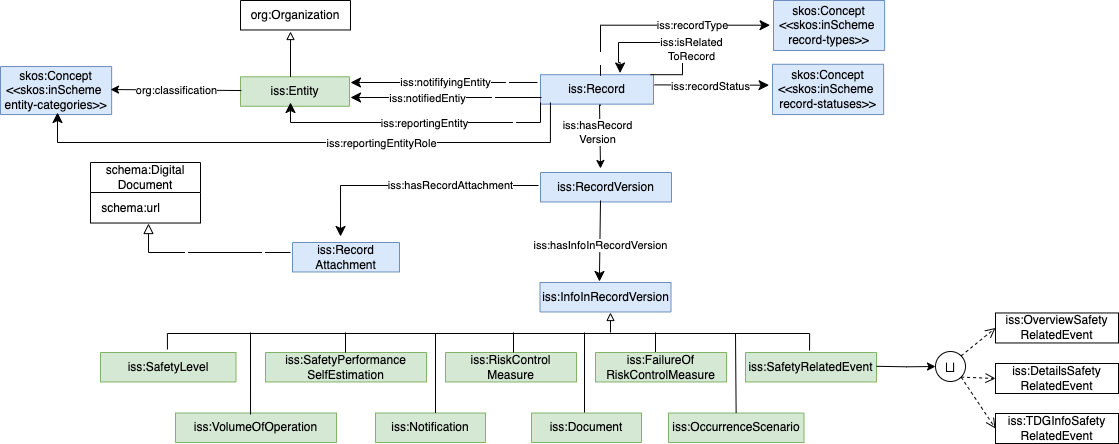 org:Organization
skos:Concept
<<skos:inScheme
record-types>>
iss:recordType
iss:isRelated
ToRecord
skos:Concept
<<skos:inScheme
entity-categories>>
org:classification
iss:Entity
iss:notififyingEntity
iss:notifiedEntiy
iss:Record
iss:recordStatus
skos:Concept
<<skos:inScheme
record-statuses>>
iss:reportingEntity
iss:reportingEntityRole
iss:hasRecord
Version
schema:Digital
Document
schema:url
iss:hasRecordAttachment
iss:RecordVersion
iss:Record
Attachment
iss:hasInfoInRecordVersion
iss:InfoInRecordVersion
iss:SafetyLevel
iss:SafetyPerformance
SelfEstimation
iss:RiskControl
Measure
iss:FailureOf
RiskControlMeasure
iss:SafetyRelatedEvent
⊔
iss:OverviewSafety
RelatedEvent
iss:DetailsSafety
RelatedEvent
iss:TDGInfoSafety
RelatedEvent
iss:VolumeOfOperation
iss:Notification
iss:Document
iss:OccurrenceScenario